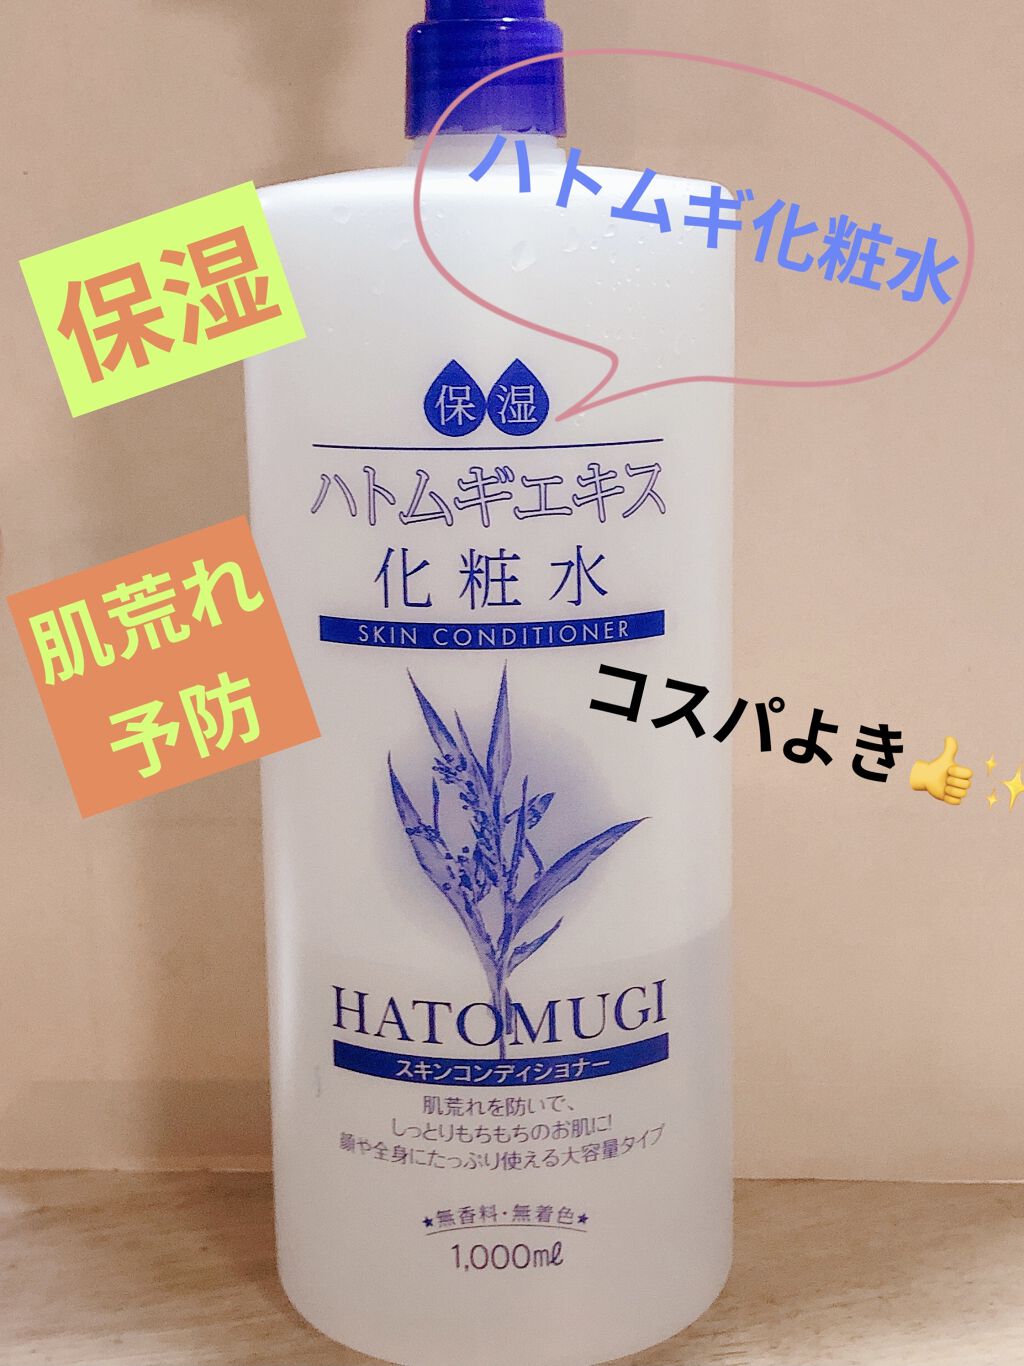 ハトムギ化粧水
保湿
保湿
ハトムギエキス
化粧水
SKIN CONDITIONER
肌荒れ
予防
コスパよき👍✨
HATOMUGI
スキンコンディショナー
肌荒れを防いで、
しっとりもちもちのお肌に!
顔や全身にたっぷり使える大容量タイプ
★無香料・無着色★
1,000ml